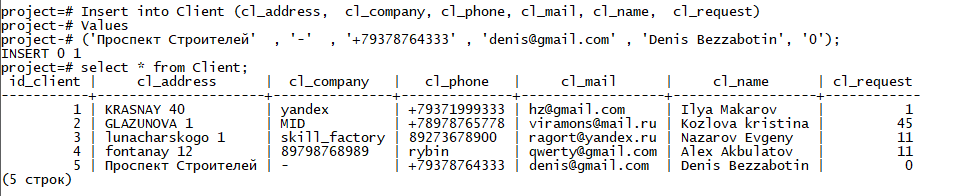 project=# Insert into Client (cl_address,  cl_company, cl_phone, cl_mail, cl_name,  cl_request)
project-# Values
project-# ('Проспект Строителей'  , '-'  , '+79378764333' , 'denis@gmail.com' , 'Denis Bezzabotin', '0');
INSERT 0 1
project=# select * from Client;
 id_client |     cl_address      |  cl_company   |   cl_phone   |     cl_mail      |     cl_name      | cl_request
-----------+---------------------+---------------+--------------+------------------+------------------+------------
         1 | KRASNAY 40          | yandex        | +79371999333 | hz@gmail.com     | Ilya Makarov     |          1
         2 | GLAZUNOVA 1         | MID           | +78978765778 | viramons@mail.ru | Kozlova kristina |         45
         3 | lunacharskogo 1     | skill_factory | 89273678900  | ragort@yandex.ru | Nazarov Evgeny   |         11
         4 | fontanay 12         | 89798768989   | rybin        | qwerty@gmail.com | Alex Akbulatov   |         11
         5 | Проспект Строителей | -             | +79378764333 | denis@gmail.com  | Denis Bezzabotin |          0
(5 строк)